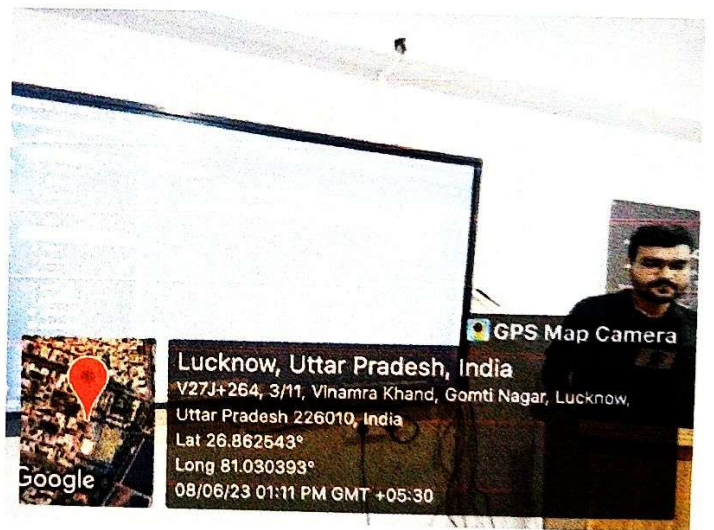 GPS Map Camera
Lucknow, Uttar Pradesh, India
V27J+264, 3/11, Vinamra Khand, Gomti Nagar, Lucknow,
Uttar Pradesh 226010, India
Lat 26.862543°
Long 81.030393°
08/06/23 01:11 PM GMT +05:30
Google